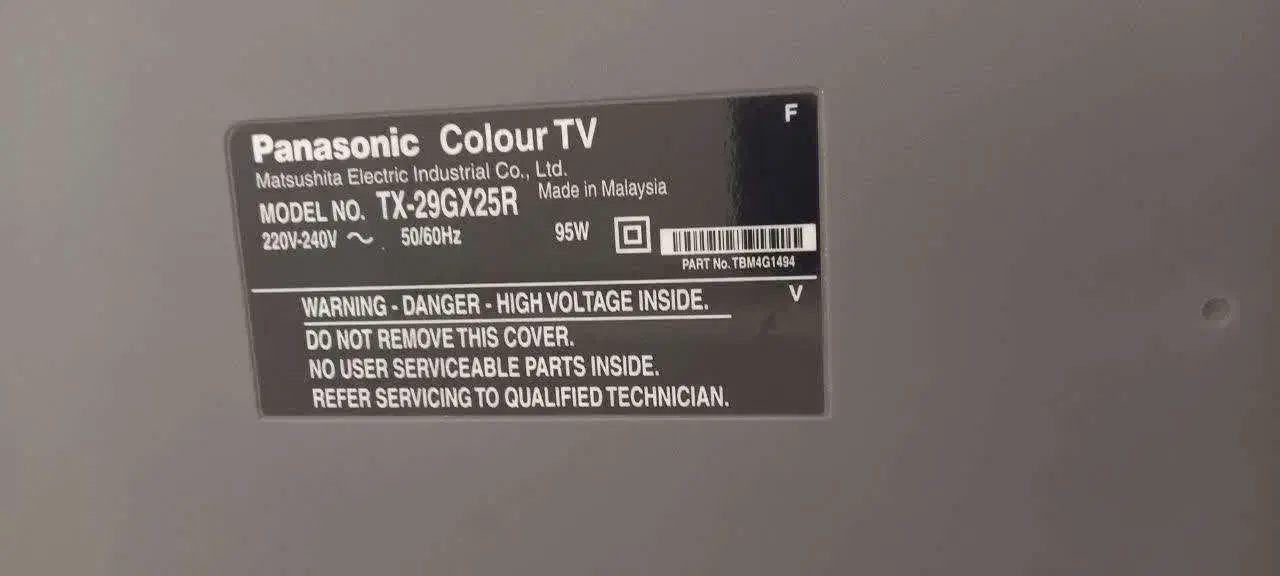 F
Panasonic Colour TV
Matsushita Electric Industrial Co., Ltd.
MODEL NO. TX-29GX25R Made in Malaysia
220V-240V ~ 50/60Hz 95W
PART No. TBM4G1494
V
WARNING - DANGER - HIGH VOLTAGE INSIDE.
DO NOT REMOVE THIS COVER.
NO USER SERVICEABLE PARTS INSIDE.
REFER SERVICING TO QUALIFIED TECHNICIAN.